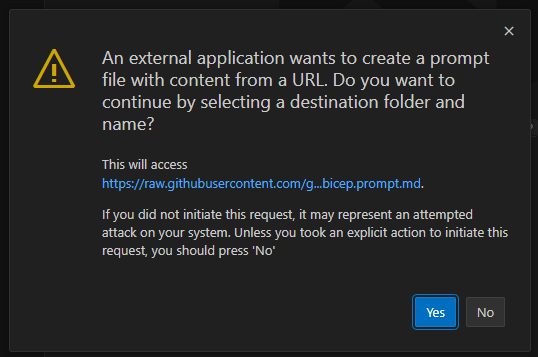 An external application wants to create a prompt
file with content from a URL. Do you want to
continue by selecting a destination folder and
name?
This will access
https://raw.githubusercontent.com/g...bicep.prompt.md.
If you did not initiate this request, it may represent an attempted
attack on your system. Unless you took an explicit action to initiate this
request, you should press 'No'
Yes No